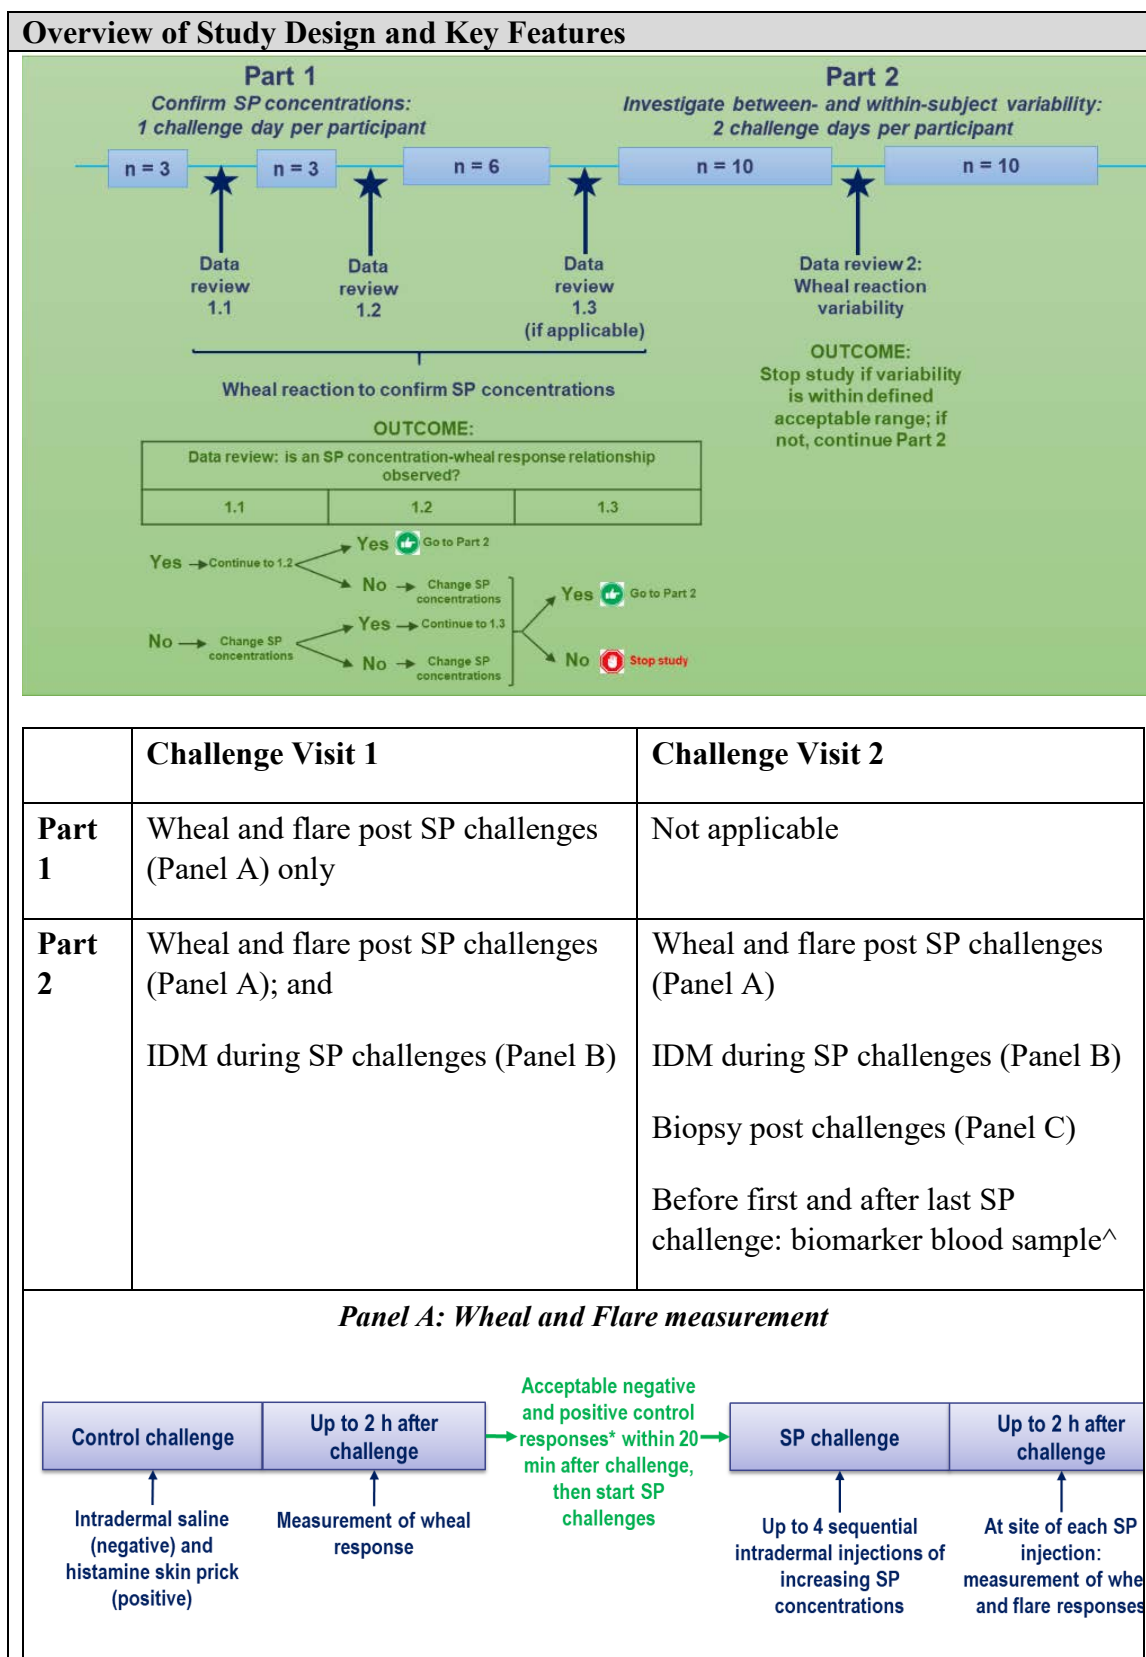 Overview of Study Design and Key Features
Part 1
Confirm SP concentrations:
1 challenge day per participant
Part 2
Investigate between- and within-subject variability:
2 challenge days per participant
n = 3
n = 3
n = 6
n = 10
n = 10
Data
review
1.1
Data
review
1.2
Data
review
1.3
(if applicable)
Data review 2:
Wheal reaction
variability
Wheal reaction to confirm SP concentrations
OUTCOME:
Stop study if variability
is within defined
acceptable range; if
not, continue Part 2
OUTCOME:
Data review: is an SP concentration-wheal response relationship
observed?
1.1 1.2 1.3
Yes Continue to 1.2
Yes Go to Part 2
No Change SP
concentrations
No Change SP
concentrations
Yes Continue to 1.3
No Change SP
concentrations
Yes Go to Part 2
No Stop study
Challenge Visit 1
Challenge Visit 2
Part
1
Wheal and flare post SP challenges
(Panel A) only
Not applicable
Part
2
Wheal and flare post SP challenges
(Panel A); and
IDM during SP challenges (Panel B)
Wheal and flare post SP challenges
(Panel A)
IDM during SP challenges (Panel B)
Biopsy post challenges (Panel C)
Before first and after last SP
challenge: biomarker blood sample^
Panel A: Wheal and Flare measurement
Control challenge
Up to 2 h after
challenge
Acceptable negative
and positive control
responses* within 20
min after challenge,
then start SP
challenges
SP challenge
Up to 2 h after
challenge
Intradermal saline
(negative) and
histamine skin prick
(positive)
Measurement of wheal
response
Up to 4 sequential
intradermal injections of
increasing SP
concentrations
At site of each SP
injection:
measurement of whe
and flare responses